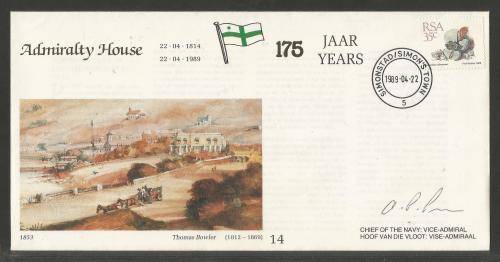 Admiralty House
22 - 04 - 1814
22 - 04 - 1989
175 JAAR
YEARS
RSA
35c
SIMONSTAD/SIMON'S TOWN
1989-04-22
5
1853
Thomas Bowler
(1812 - 1869)
14
CHIEF OF THE NAVY: VICE-ADMIRAL
HOOF VAN DIE VLOOT: VISE-ADMIRAAL